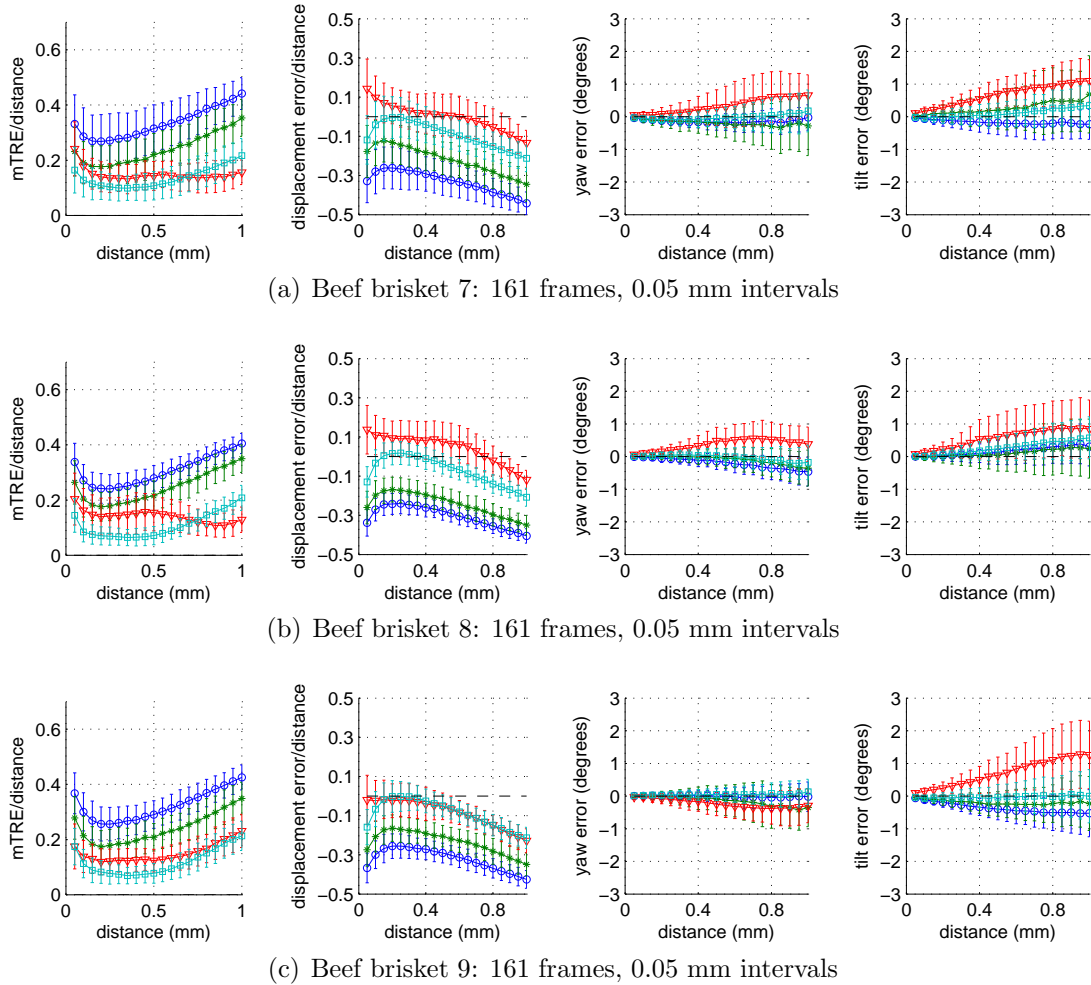 0.6
0.4
0.2
0
0 0.5 1
mTRE/distance
distance (mm)
0.5
0.3
0.1
−0.1
−0.3
−0.5
0 0.4 0.8
displacement error/distance
distance (mm)
3
2
1
0
−1
−2
−3
0 0.4 0.8
yaw error (degrees)
distance (mm)
3
2
1
0
−1
−2
−3
0 0.4 0.8
tilt error (degrees)
distance (mm)
(a) Beef brisket 7: 161 frames, 0.05 mm intervals
0.6
0.4
0.2
0
0 0.5 1
mTRE/distance
distance (mm)
0.5
0.3
0.1
−0.1
−0.3
−0.5
0 0.4 0.8
displacement error/distance
distance (mm)
3
2
1
0
−1
−2
−3
0 0.4 0.8
yaw error (degrees)
distance (mm)
3
2
1
0
−1
−2
−3
0 0.4 0.8
tilt error (degrees)
distance (mm)
(b) Beef brisket 8: 161 frames, 0.05 mm intervals
0.6
0.4
0.2
0
0 0.5 1
mTRE/distance
distance (mm)
0.5
0.3
0.1
−0.1
−0.3
−0.5
0 0.4 0.8
displacement error/distance
distance (mm)
3
2
1
0
−1
−2
−3
0 0.4 0.8
yaw error (degrees)
distance (mm)
3
2
1
0
−1
−2
−3
0 0.4 0.8
tilt error (degrees)
distance (mm)
(c) Beef brisket 9: 161 frames, 0.05 mm intervals